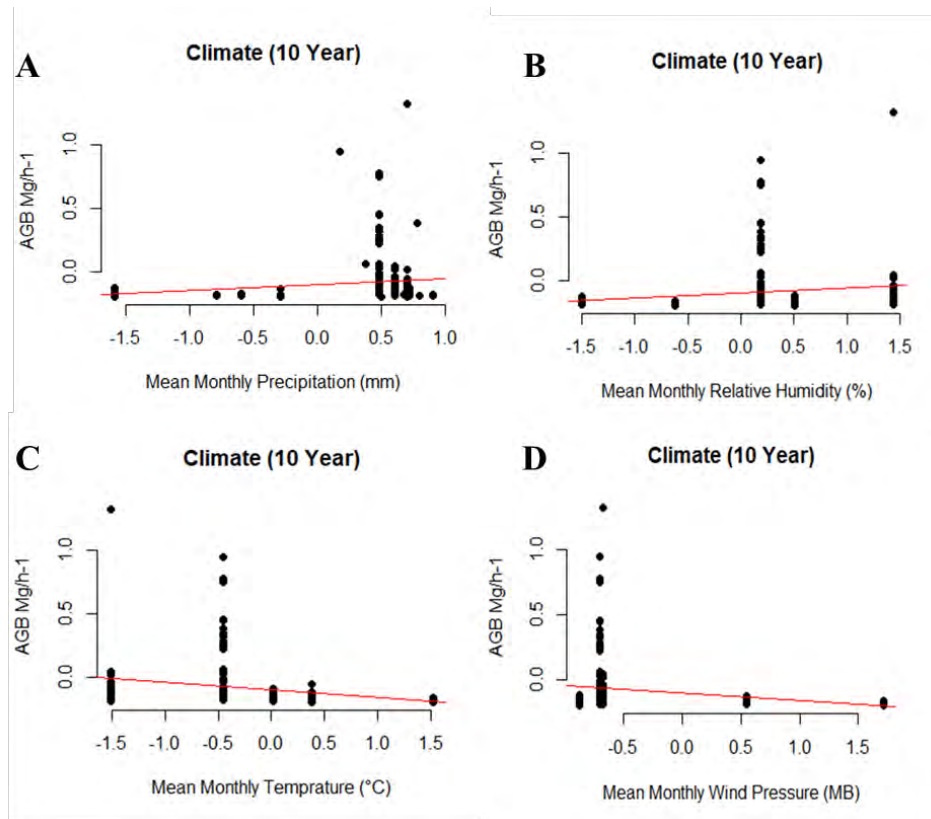 A
Climate (10 Year)
AGB Mg/h-1
1.0
0.5
0.0
-1.5 -1.0 -0.5 0.0 0.5 1.0
Mean Monthly Precipitation (mm)
B
Climate (10 Year)
AGB Mg/h-1
1.0
0.5
0.0
-1.5 -1.0 -0.5 0.0 0.5 1.0 1.5
Mean Monthly Relative Humidity (%)
C
Climate (10 Year)
AGB Mg/h-1
1.0
0.5
0.0
-1.5 -1.0 -0.5 0.0 0.5 1.0 1.5
Mean Monthly Temprature (°C)
D
Climate (10 Year)
AGB Mg/h-1
1.0
0.5
0.0
-0.5 0.0 0.5 1.0 1.5
Mean Monthly Wind Pressure (MB)